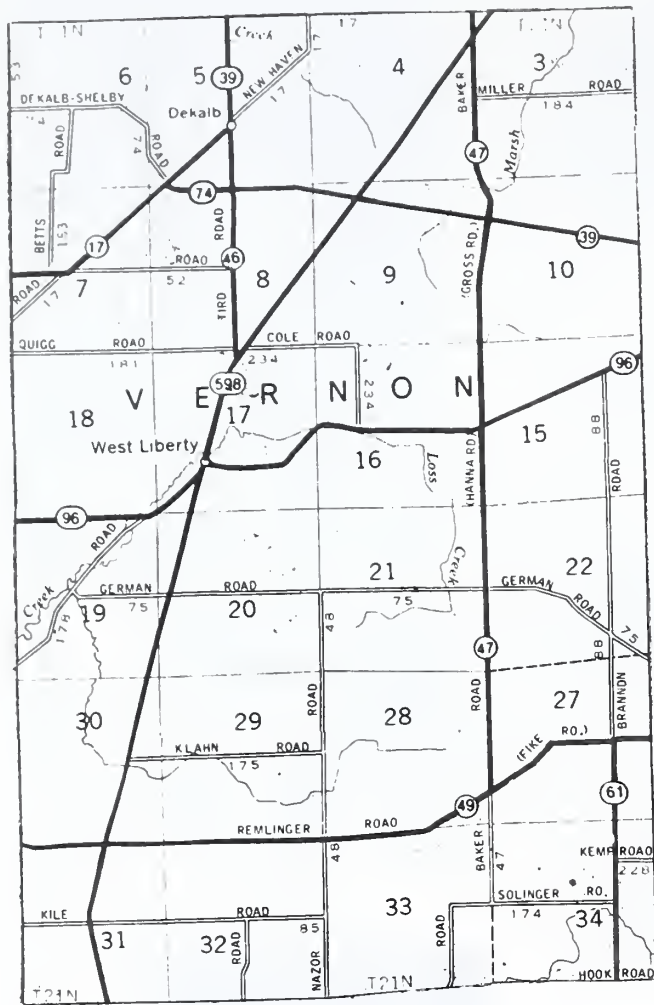 T 1N
Creek
17
T 1N
53
6
5
39
NEW HAVEN
17
4
3
DEKALB-SHELBY
BAKER
MILLER ROAD
184
Dekalb
ROAD
74
ROAD
47
Marsh
BETTS
153
74
ROAD
17
46
(GROSS RD.)
39
ROAD
52
8
9
10
ROAD
17
7
TIRD
QUIGG ROAD
181
COLE ROAD
234
96
598
234
18
VERNON
17
88
West Liberty
16
Loss
(HANNA RD.)
15
ROAD
96
ROAD
Creek
GERMAN ROAD
75
21
75
Creek
GERMAN
22
ROAD
75
19
178
20
48
47
88
30
29
ROAD
28
ROAD
27
BRANDON
KLAHN ROAD
175
(FIKE RD.)
49
61
REMLINGER ROAD
48
BAKER
47
KEMP ROAD
228
SOLINGER RD.
174
KILE ROAD
85
33
34
31
32
ROAD
NAZOR
ROAD
T21N
T21N
HOOK ROAD